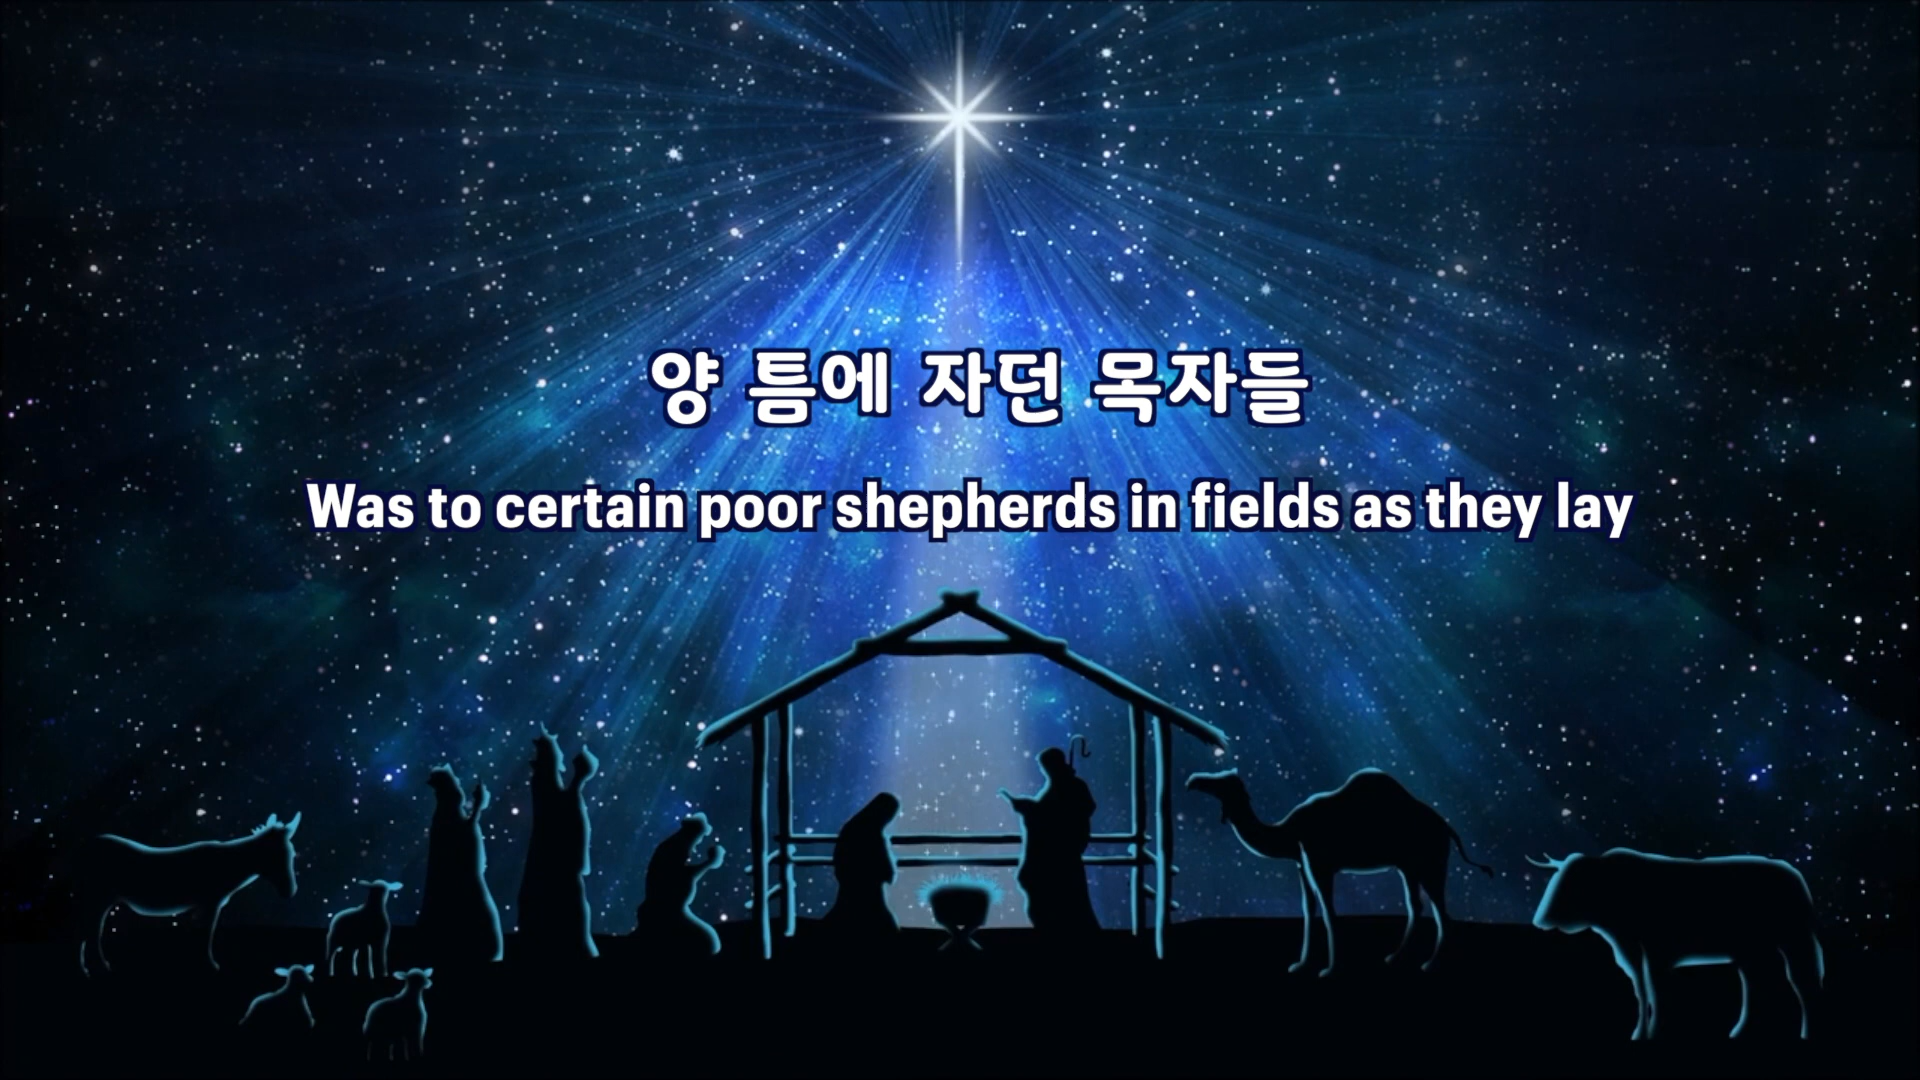 양 틈에 자던 목자들
Was to certain poor shepherds in fields as they lay